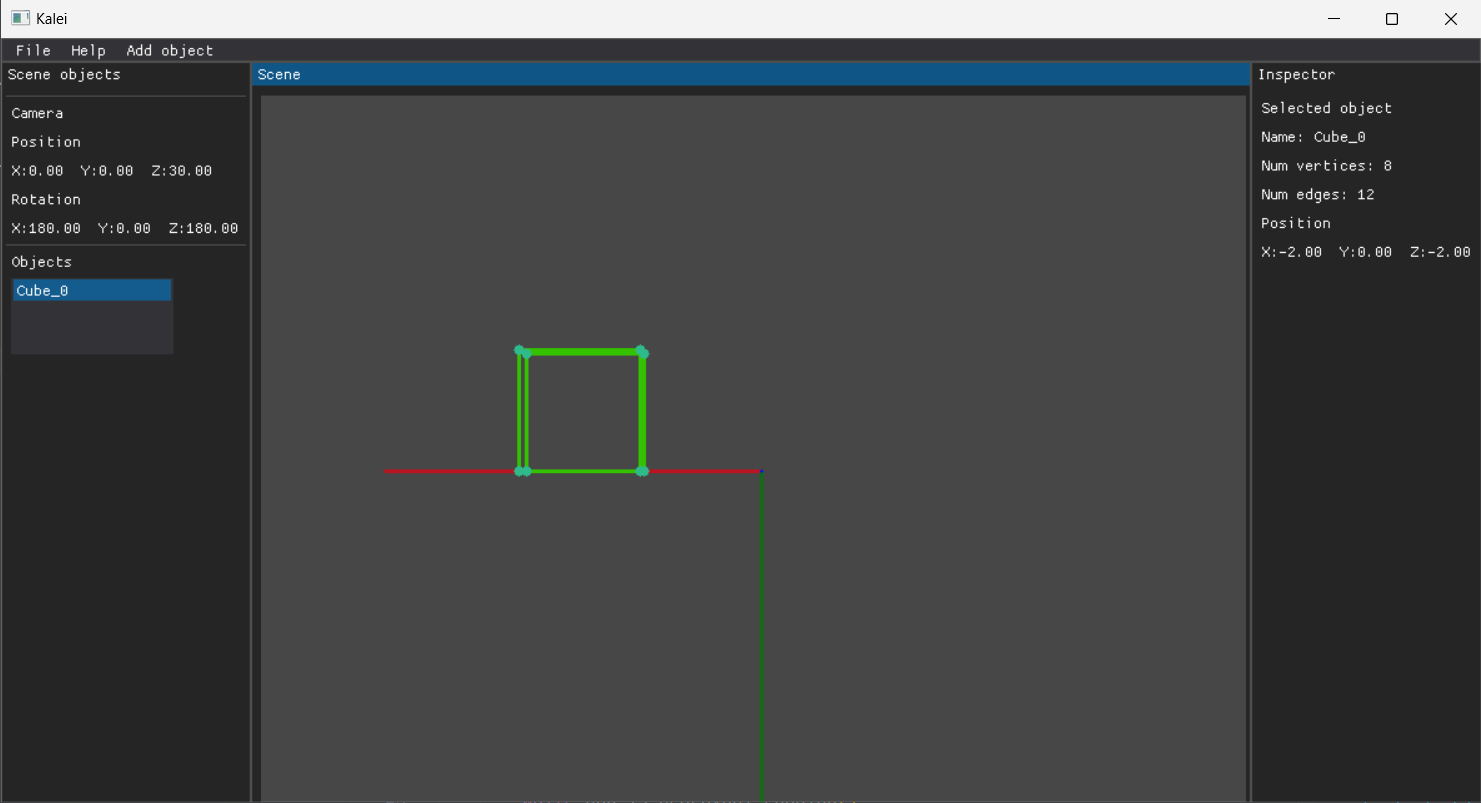 Kalei
File Help Add object
Scene objects
Camera
Position
X:0.00 Y:0.00 Z:30.00
Rotation
X:180.00 Y:0.00 Z:180.00
Objects
Cube_0
Scene
Inspector
Selected object
Name: Cube_0
Num vertices: 8
Num edges: 12
Position
X:-2.00 Y:0.00 Z:-2.00